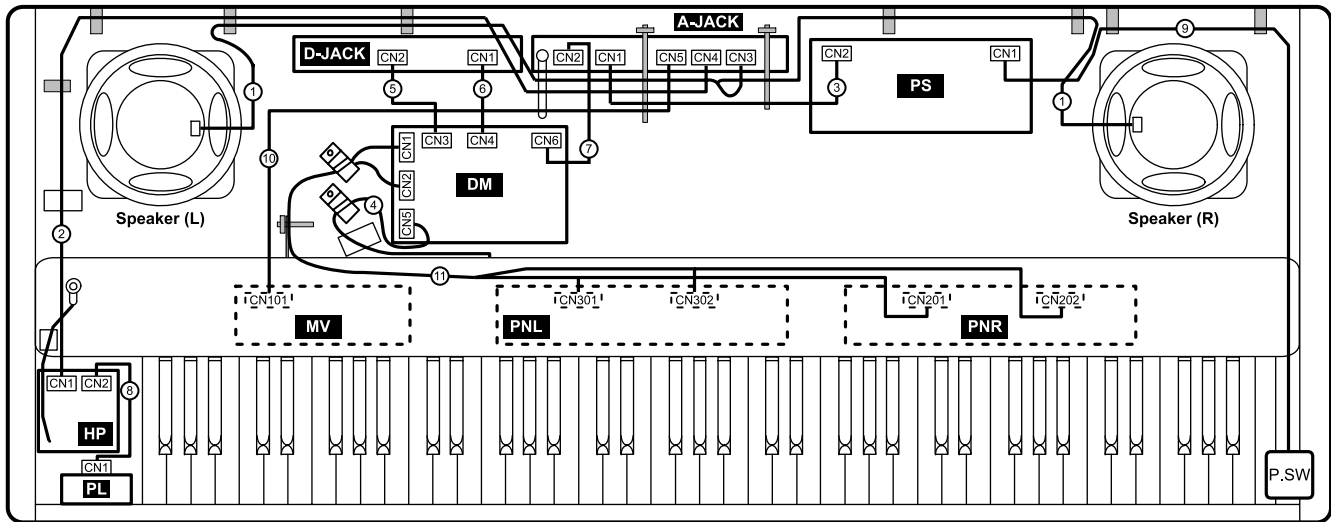 A-JACK
9
D-JACK
CN2
CN1
CN2
CN1
CN5
CN4
CN3
CN2
CN1
PS
1
5
6
3
1
10
CN1
CN3
CN4
CN6
7
DM
CN2
4
CN5
Speaker (L)
Speaker (R)
2
11
CN101
CN301
CN302
CN201
CN202
MV
PNL
PNR
CN1
CN2
8
HP
CN1
PL
P.SW